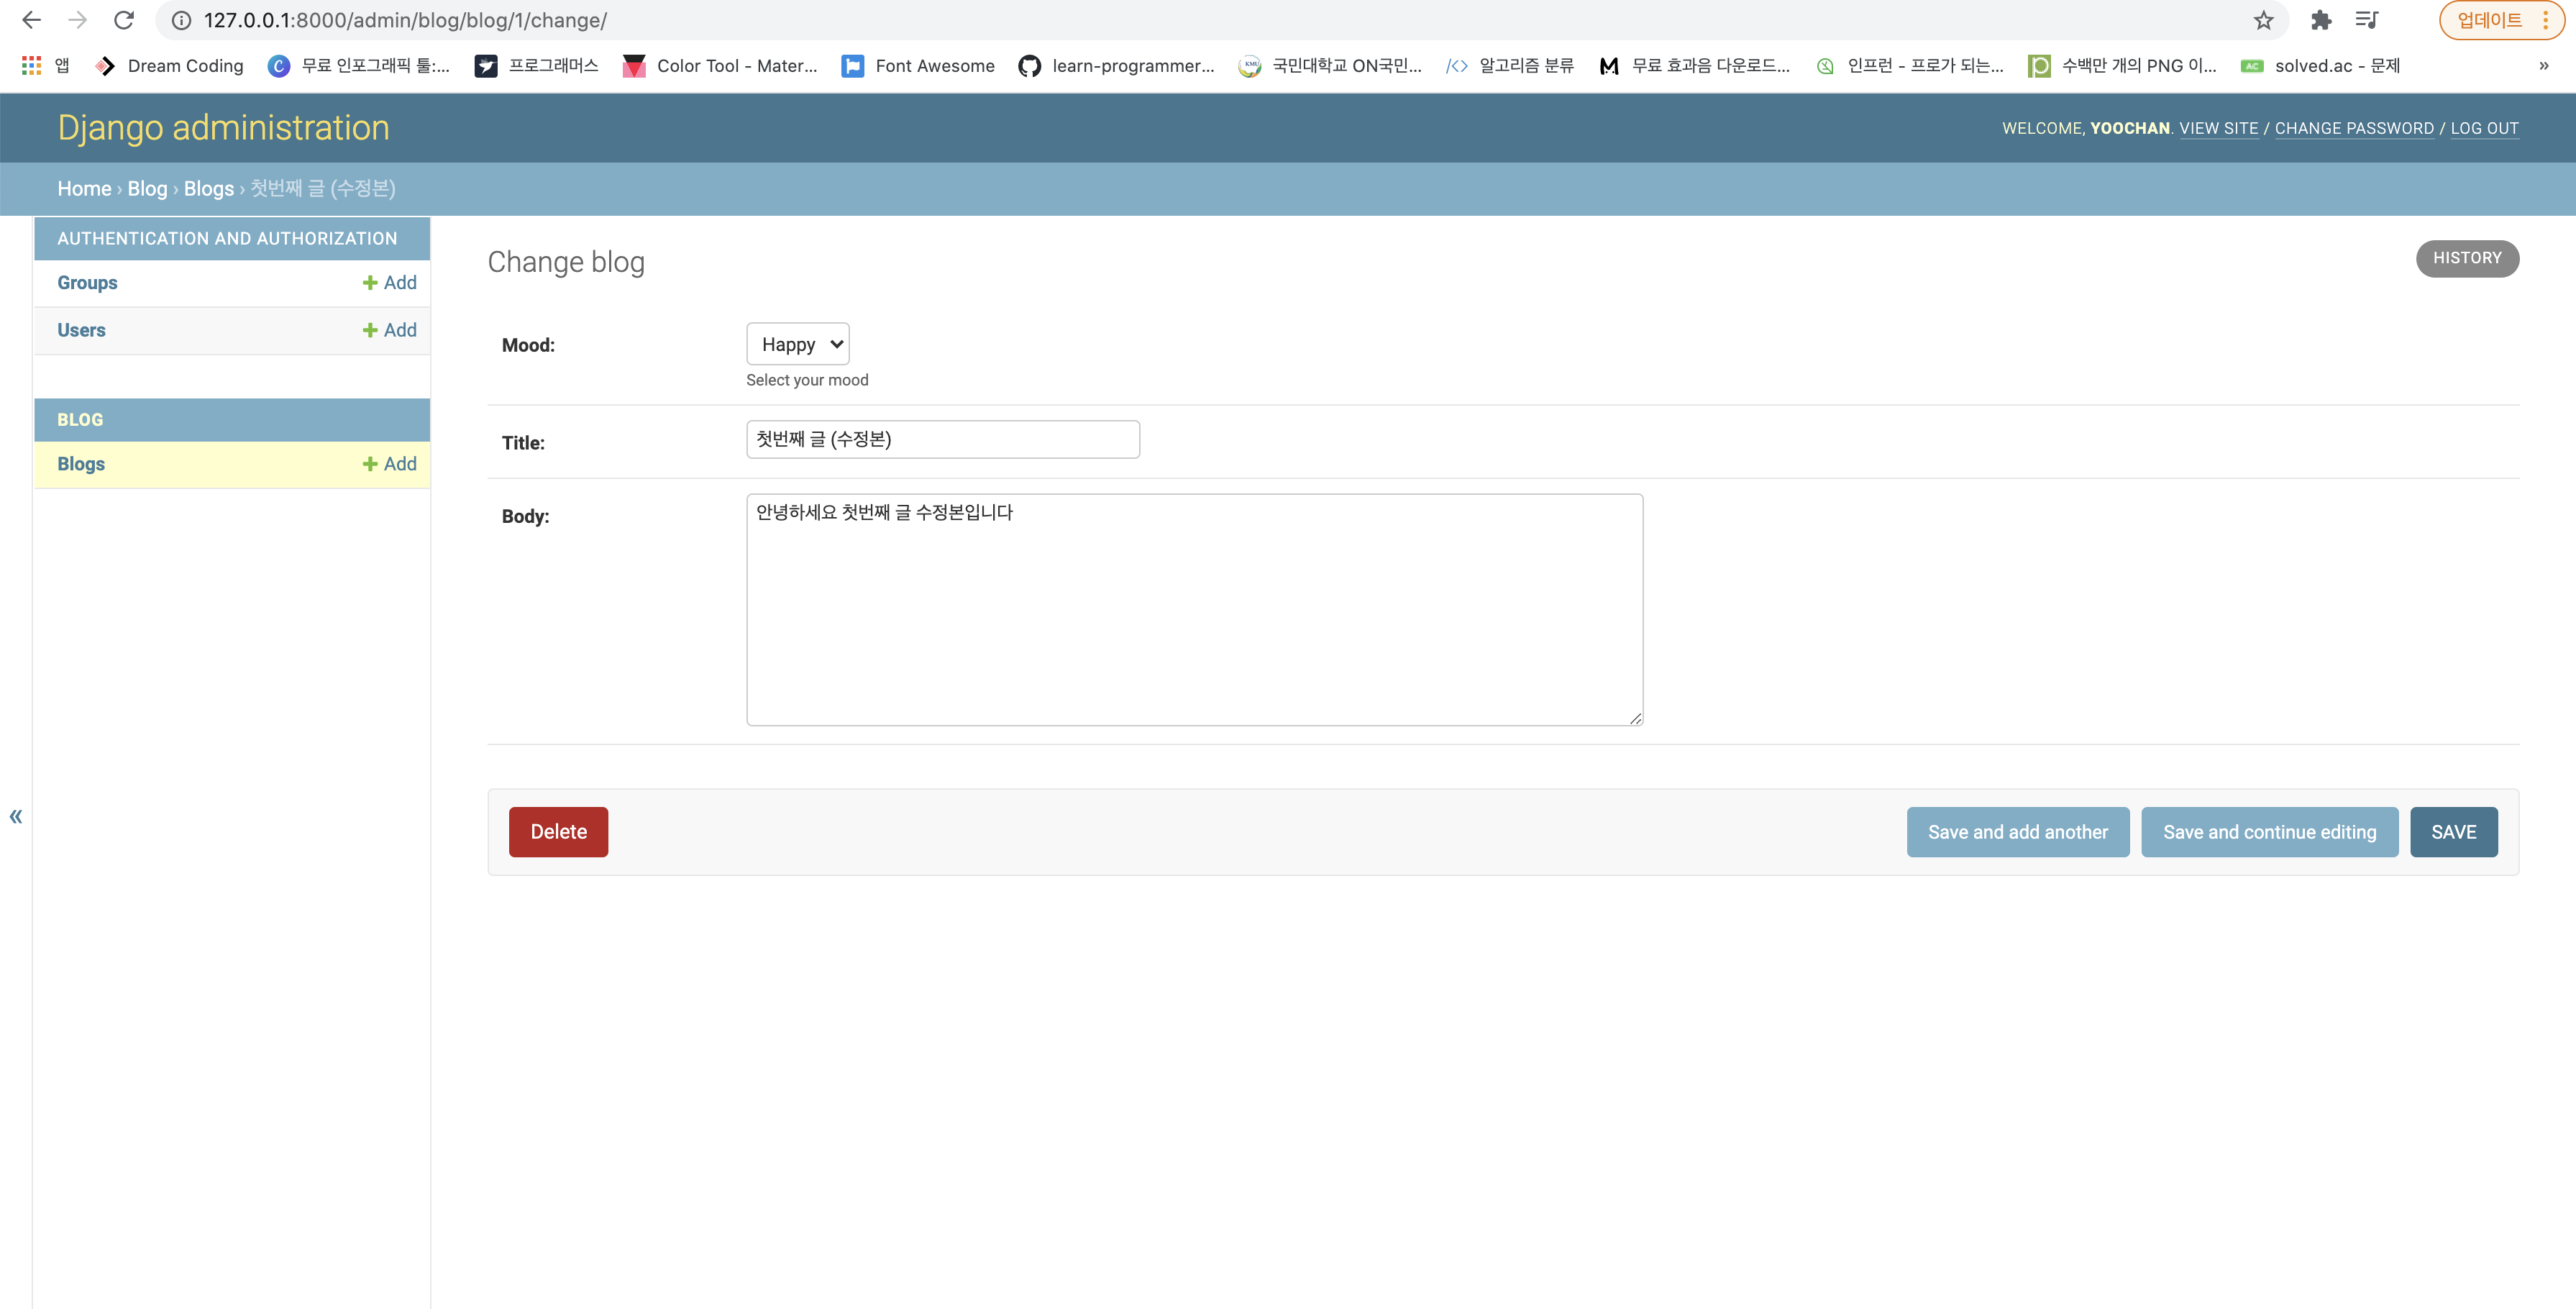 127.0.0.1:8000/admin/blog/blog/1/change/
업데이트
앱 Dream Coding 무료 인포그래픽 툴:... 프로그래머스 Color Tool - Mater... Font Awesome learn-programmer... KMU 국민대학교 ON국민... 알고리즘 분류 무료 효과음 다운로드... 인프런 - 프로가 되는... 수백만 개의 PNG 이... AC solved.ac - 문제 »
Django administration
WELCOME, YOOCHAN. VIEW SITE / CHANGE PASSWORD / LOG OUT
Home › Blog › Blogs › 첫번째 글 (수정본)
AUTHENTICATION AND AUTHORIZATION
Groups + Add
Users + Add
BLOG
Blogs + Add
«
Change blog
HISTORY
Mood: Happy
Select your mood
Title: 첫번째 글 (수정본)
Body: 안녕하세요 첫번째 글 수정본입니다
Delete Save and add another Save and continue editing SAVE